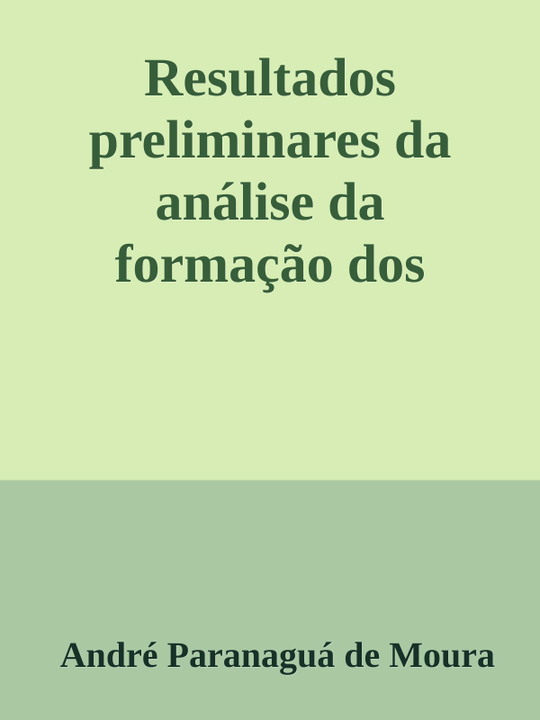 Resultados
preliminares da
análise da
formação dos
André Paranaguá de Moura